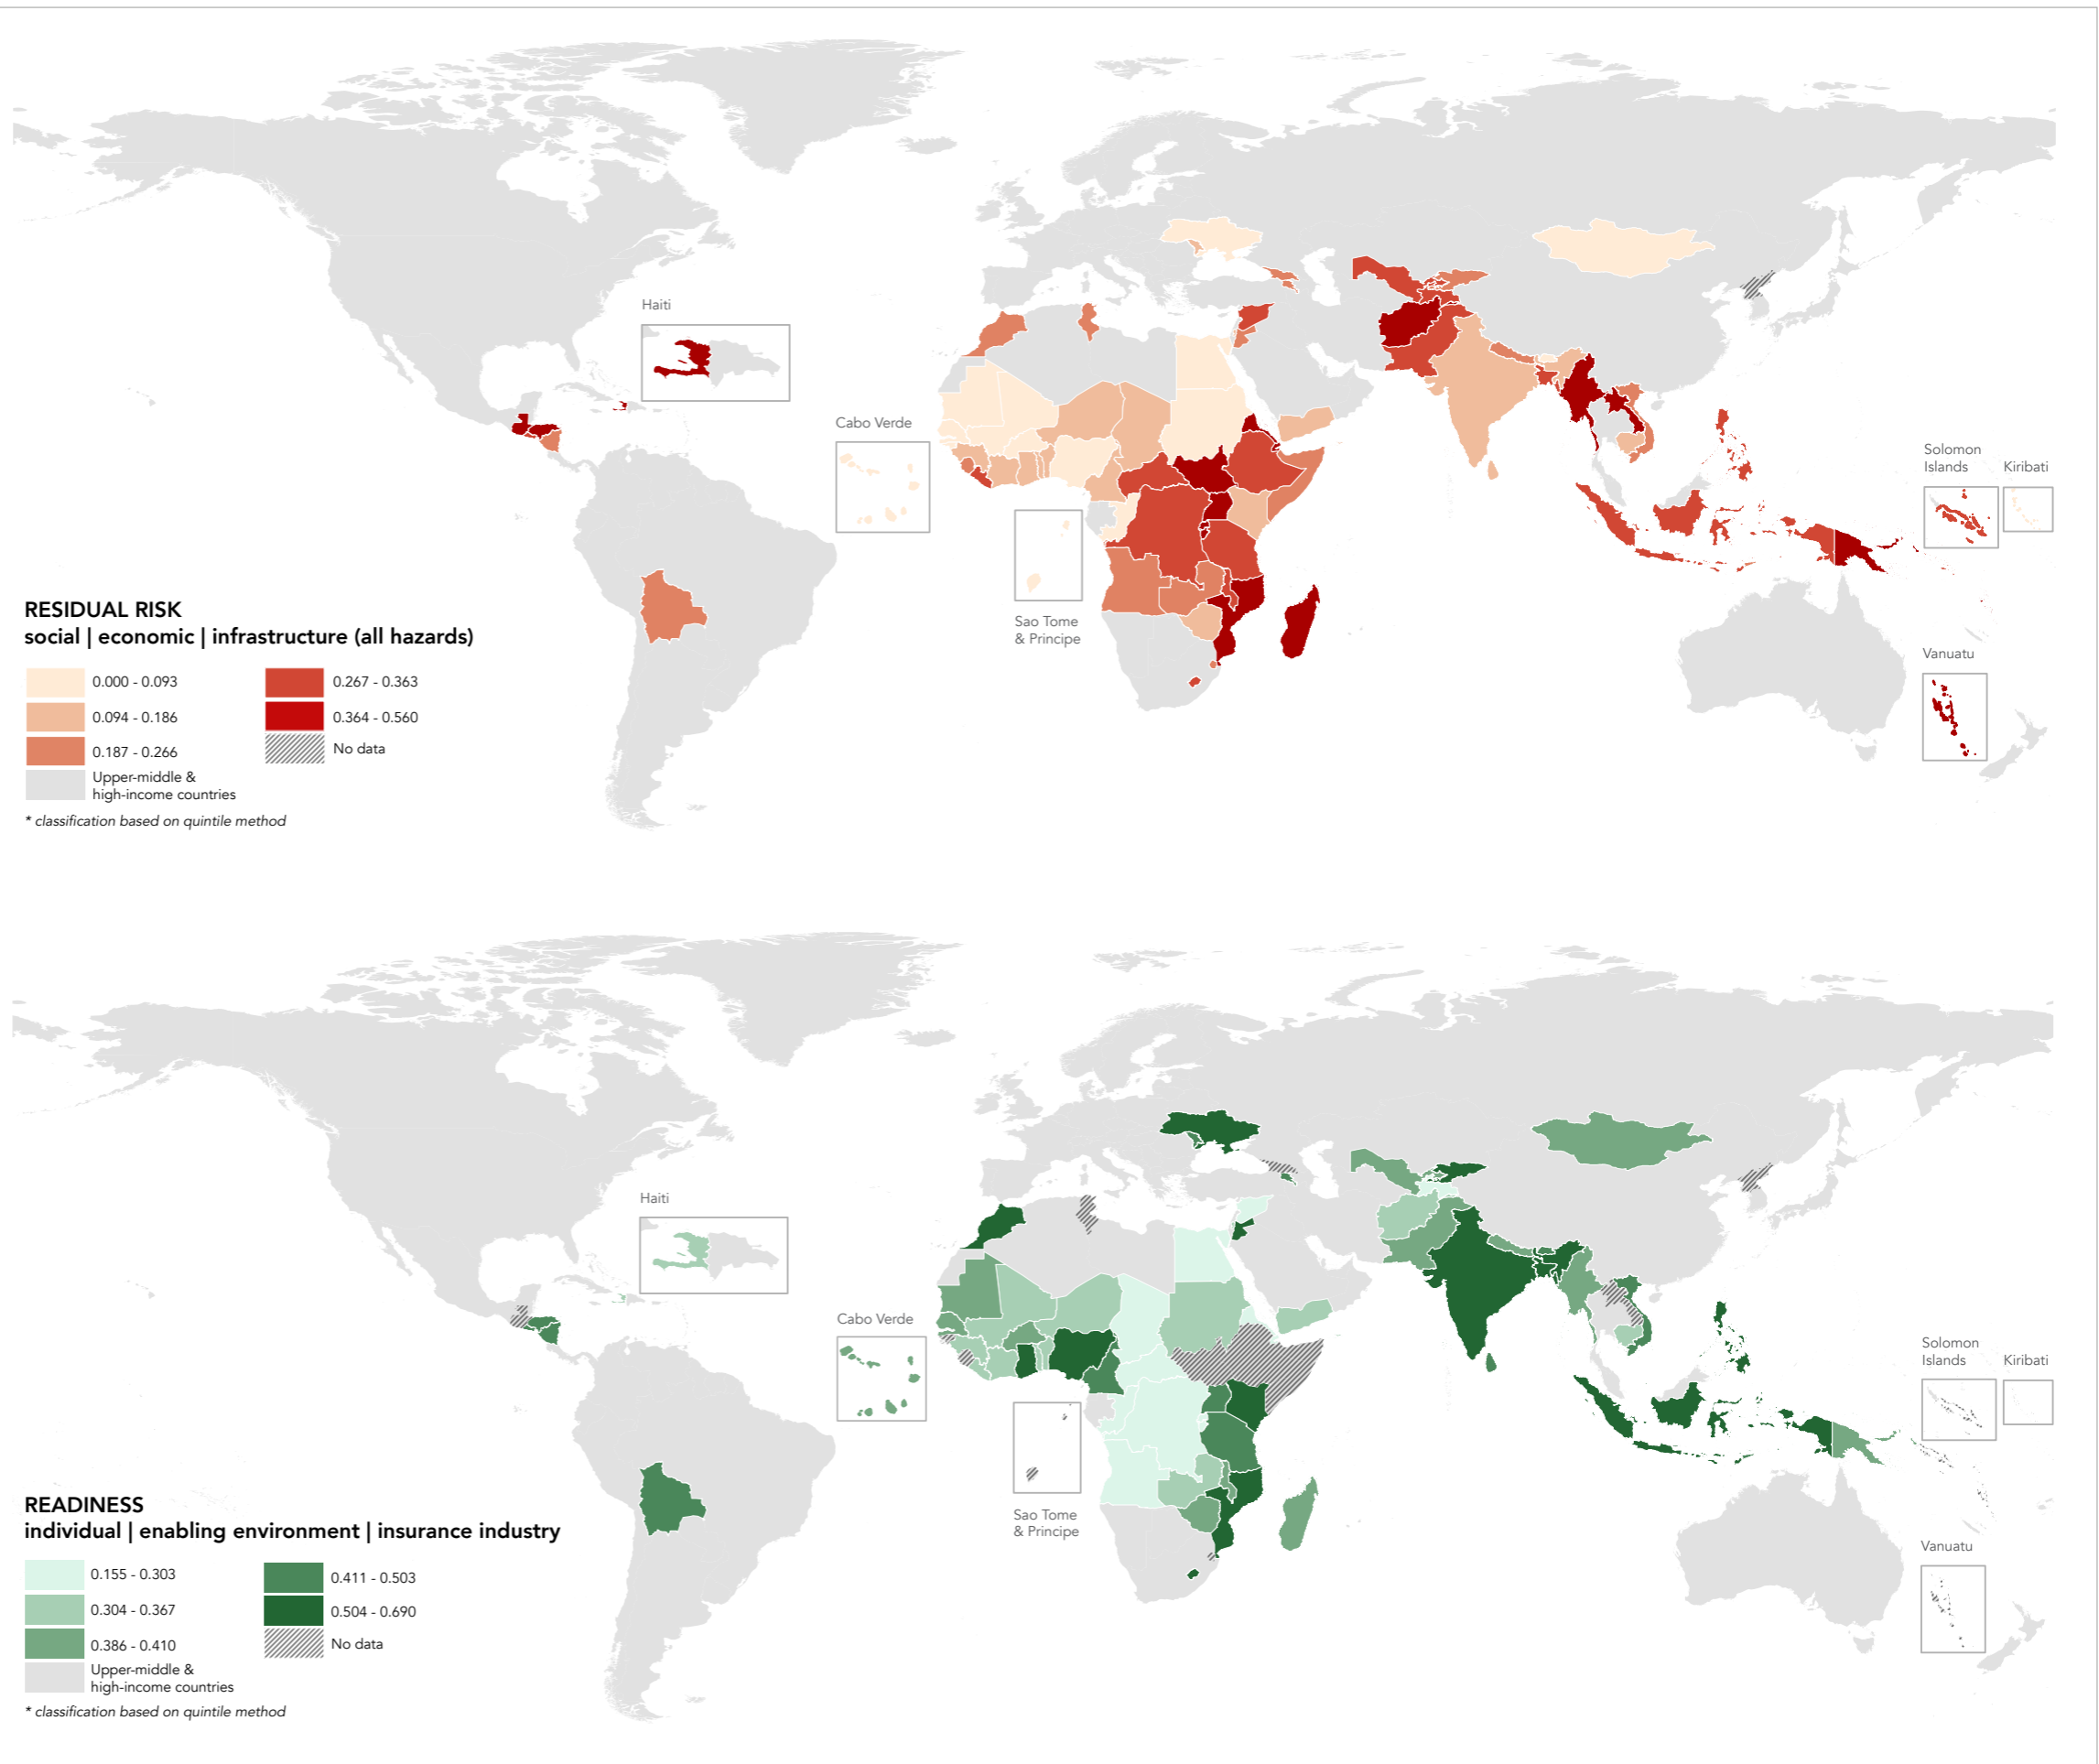 Haiti
Cabo Verde
Solomon
Islands
Kiribati
Sao Tome
& Principe
Vanuatu
RESIDUAL RISK
social | economic | infrastructure (all hazards)
0.000 - 0.093
0.094 - 0.186
0.187 - 0.266
Upper-middle &
high-income countries
0.267 - 0.363
0.364 - 0.560
No data
* classification based on quintile method
Haiti
Cabo Verde
Solomon
Islands
Kiribati
Sao Tome
& Principe
Vanuatu
READINESS
individual | enabling environment | insurance industry
0.155 - 0.303
0.304 - 0.367
0.386 - 0.410
Upper-middle &
high-income countries
0.411 - 0.503
0.504 - 0.690
No data
* classification based on quintile method